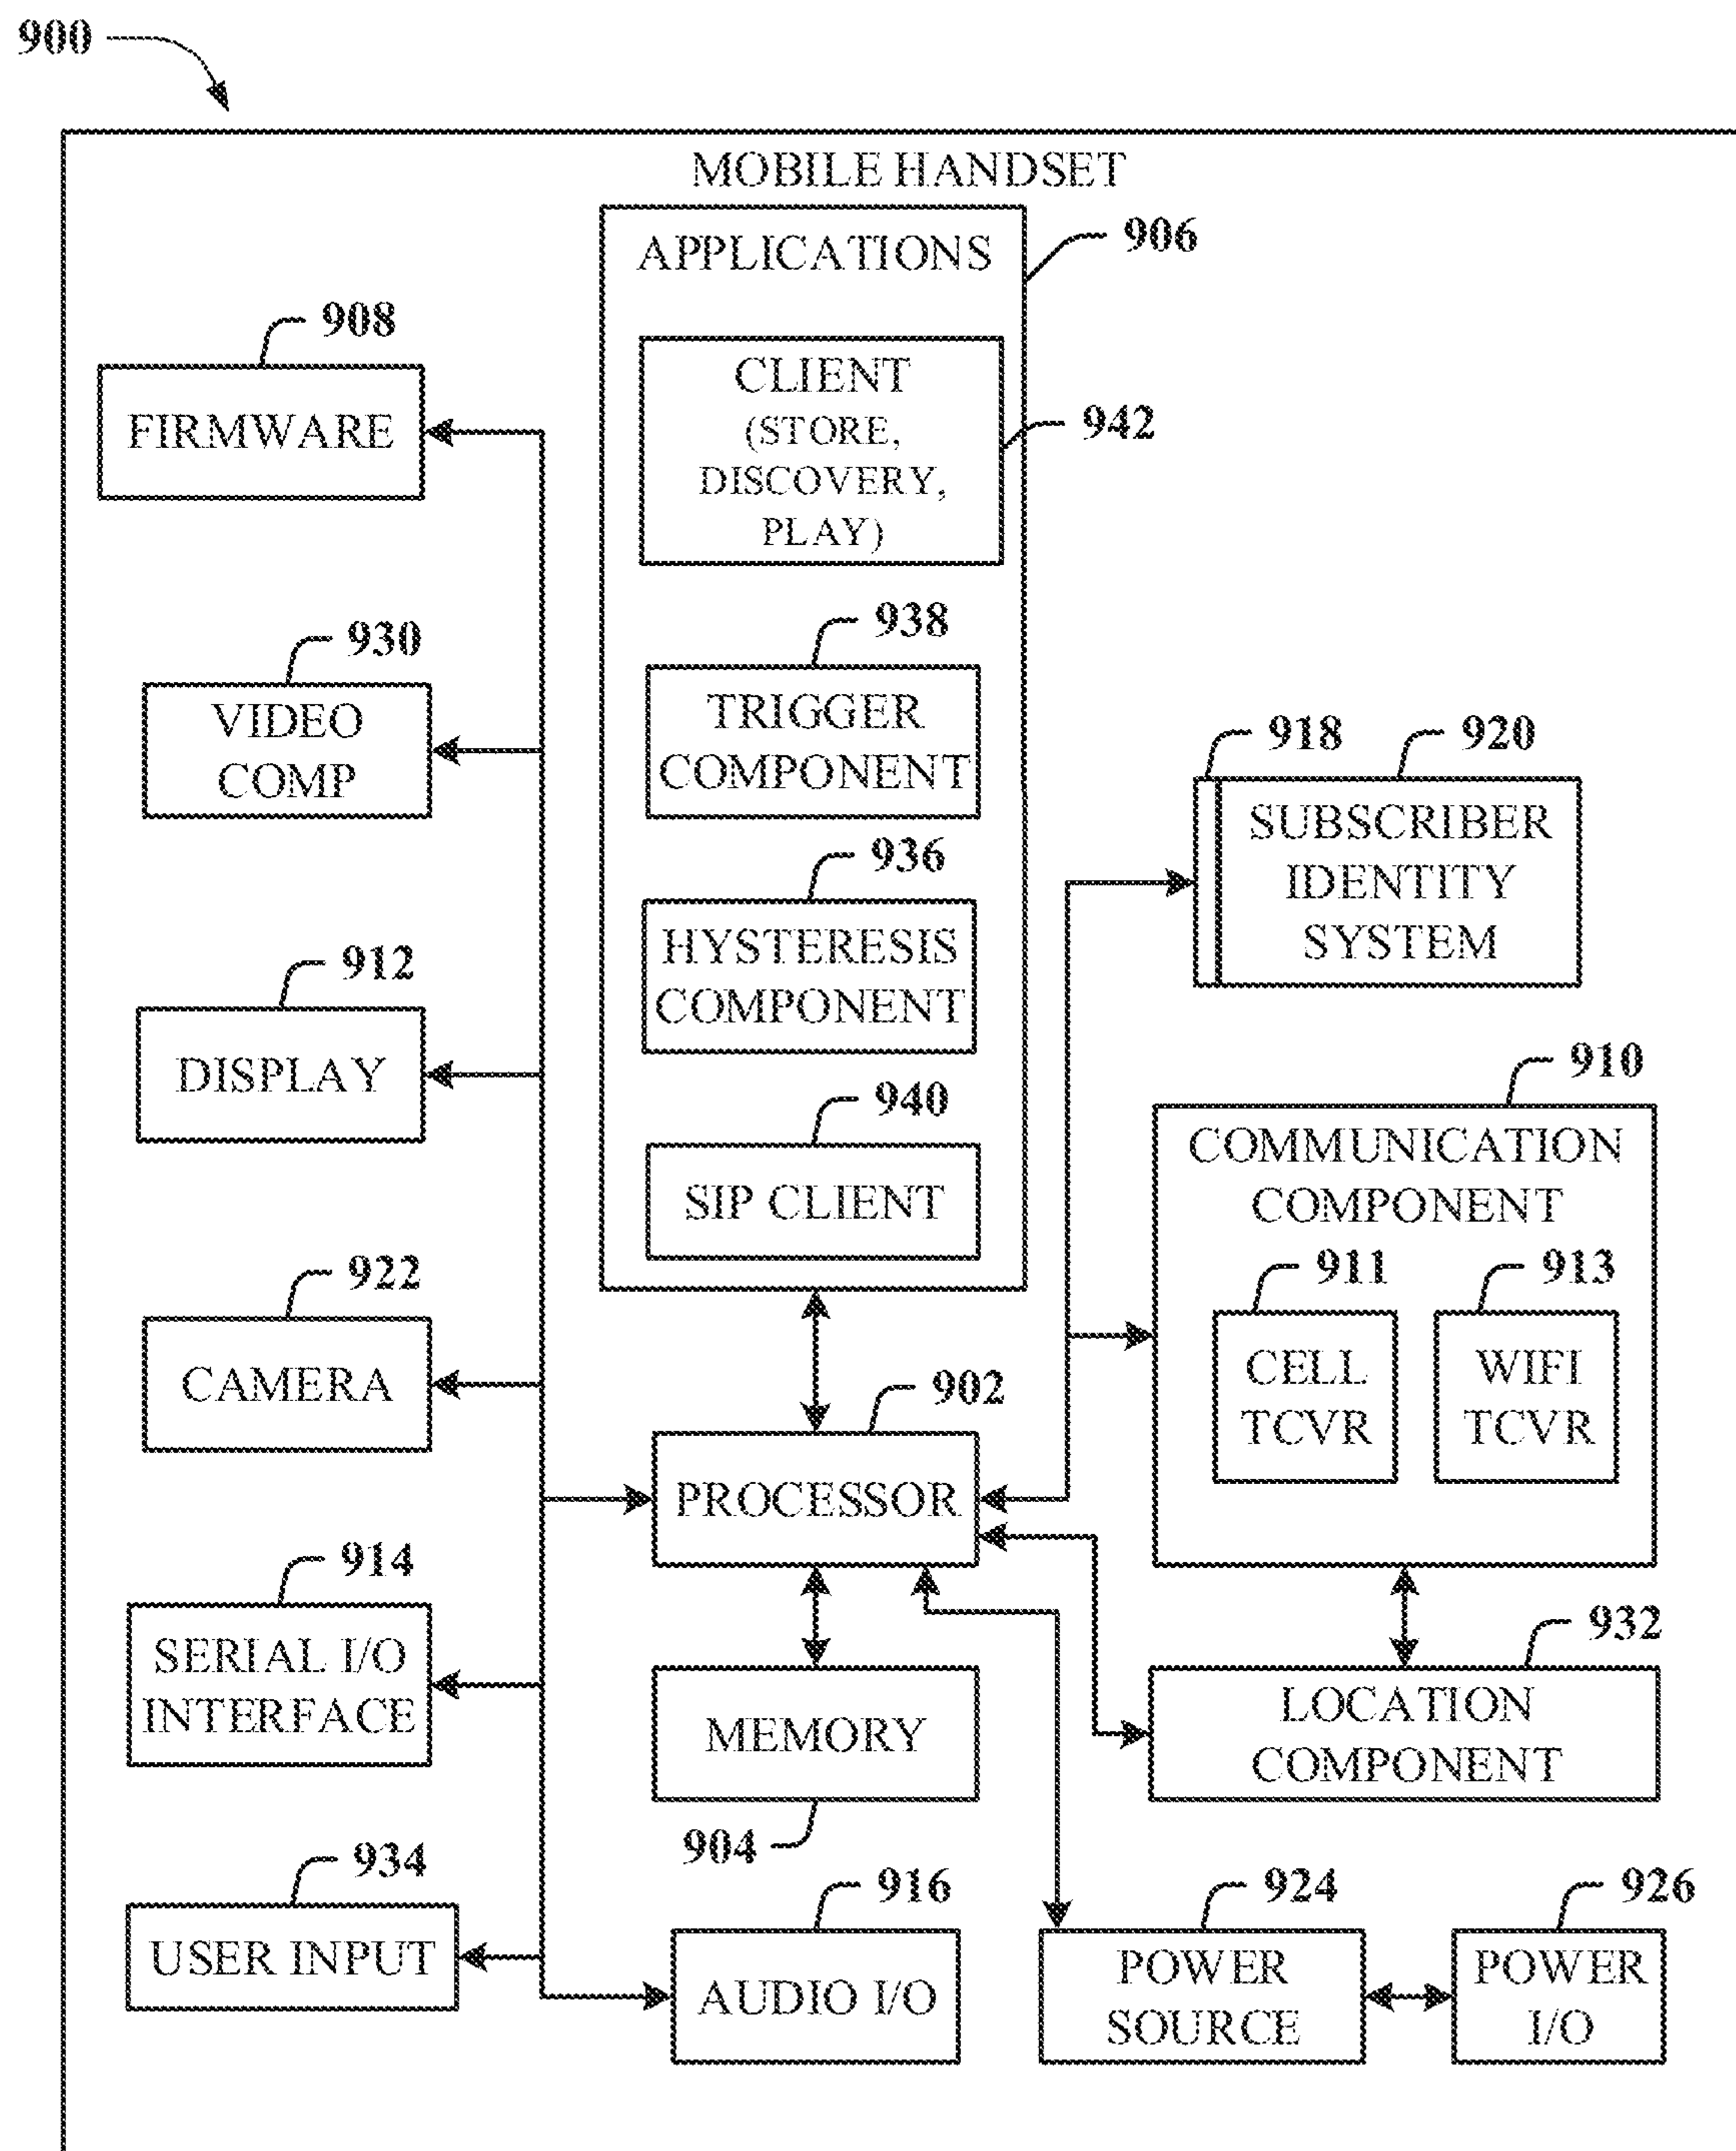 900
MOBILE HANDSET
APPLICATIONS
906
CLIENT
(STORE,
DISCOVERY,
PLAY)
942
938
TRIGGER
COMPONENT
936
HYSTERESIS
COMPONENT
940
SIP CLIENT
908
FIRMWARE
930
VIDEO
COMP
912
DISPLAY
922
CAMERA
914
SERIAL I/O
INTERFACE
934
USER INPUT
902
PROCESSOR
MEMORY
904
916
AUDIO I/O
918
920
SUBSCRIBER
IDENTITY
SYSTEM
910
COMMUNICATION
COMPONENT
911
CELL
TCVR
913
WIFI
TCVR
932
LOCATION
COMPONENT
924
POWER
SOURCE
926
POWER
I/O